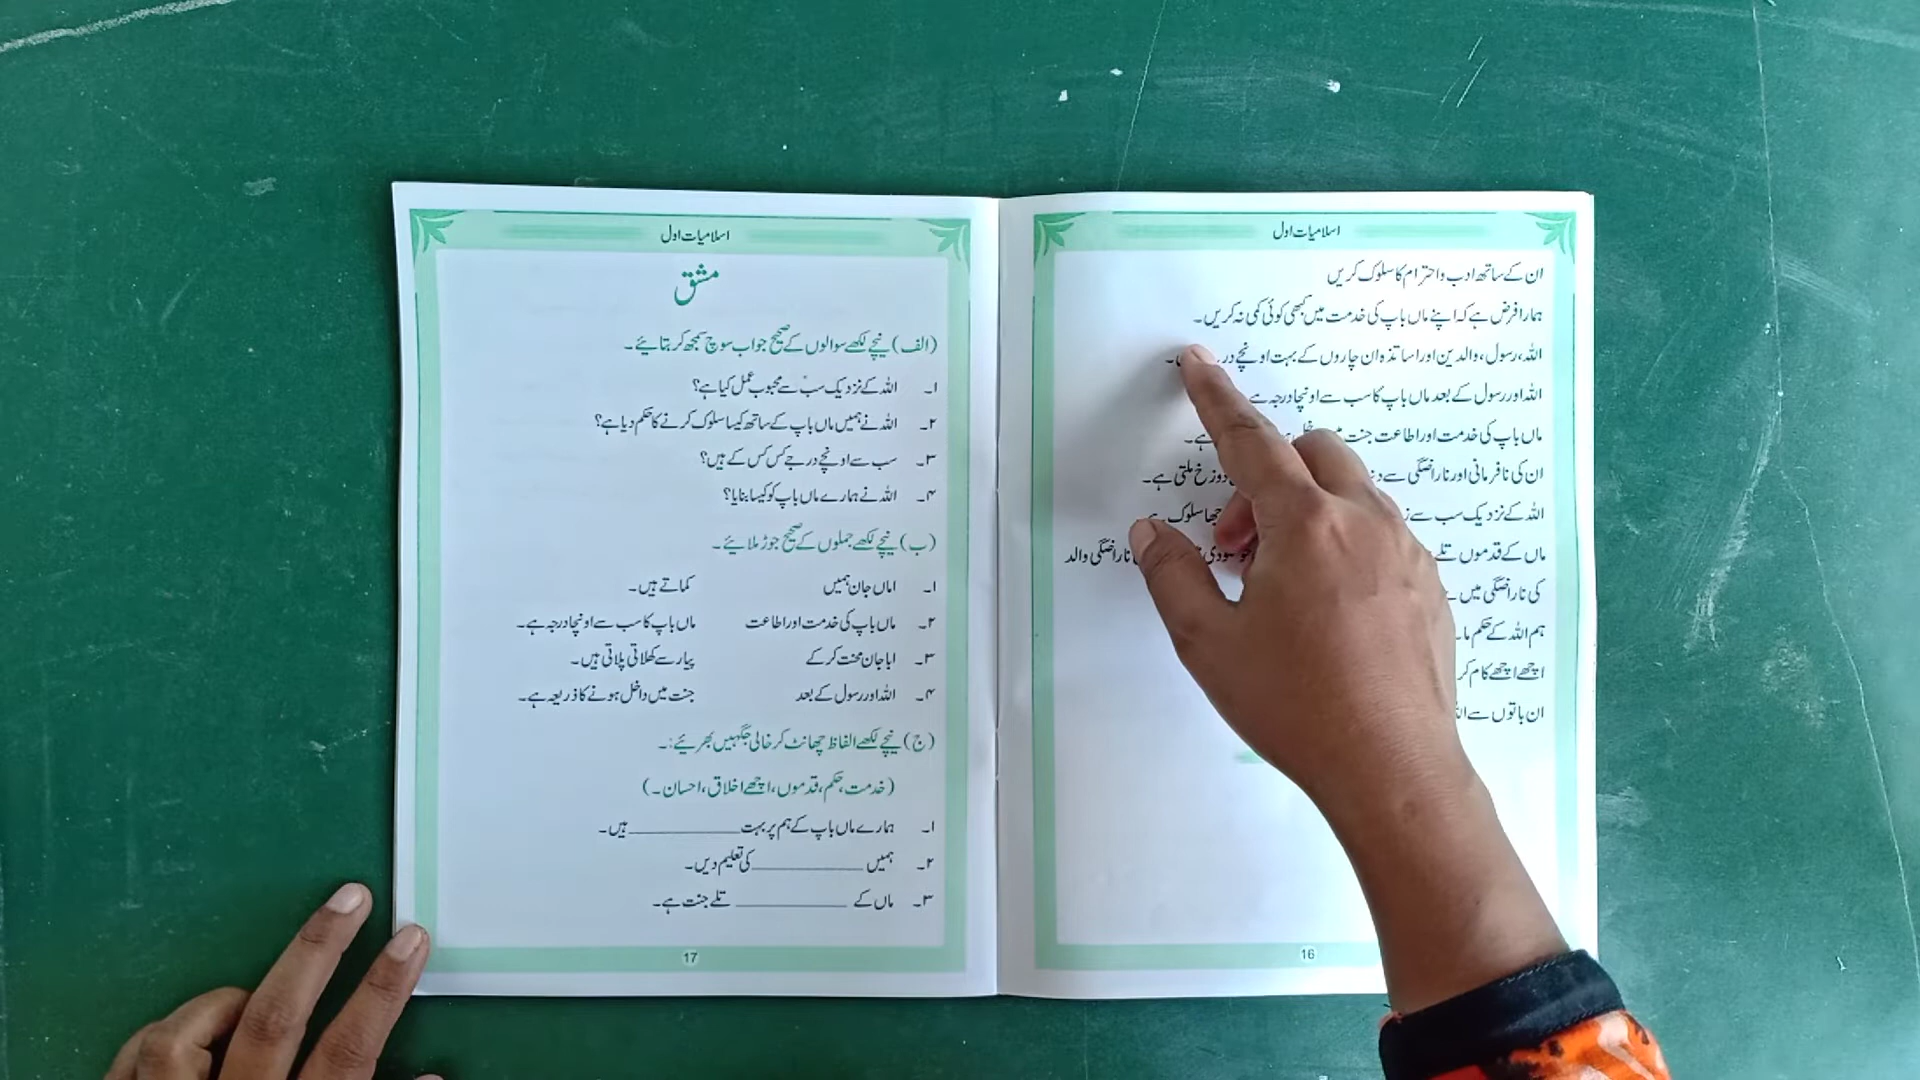 اسلامیات اول
ان کے ساتھ ادب و احترام کا سلوک کریں
ہمارا فرض ہے کہ اپنے ماں باپ کی خدمت میں کبھی کوئی کمی نہ کریں۔
اللہ، رسول، والدین اور اساتذہ ان چاروں کے بہت اونچے
اللہ اور رسول کے بعد ماں باپ کا سب سے اونچا درجہ ہے
ماں باپ کی خدمت اور اطاعت جنت ہے۔
ان کی نافرمانی اور ناراضگی سے دوزخ ملتی ہے۔
اللہ کے نزدیک سب سے سلوک
ماں کے قدموں تلے ناراضگی والد
کی ناراضگی میں
ہم اللہ کے حکم
اچھے اچھے کام
ان باتوں سے
16
اسلامیات اول
مشق
(الف) نیچے لکھے سوالوں کے صحیح جواب سوچ سمجھ کر بتائیے۔
۱۔ اللہ کے نزدیک سب سے محبوب عمل کیا ہے؟
۲۔ اللہ نے ہمیں ماں باپ کے ساتھ کیسا سلوک کرنے کا حکم دیا ہے؟
۳۔ سب سے اونچے درجے کس کس کے ہیں؟
۴۔ اللہ نے ہمارے ماں باپ کو کیسا بنایا؟
(ب) نیچے لکھے جملوں کے صحیح جوڑ ملائیے۔
۱۔ اماں جان ہمیں کماتے ہیں۔
۲۔ ماں باپ کی خدمت اور اطاعت ماں باپ کا سب سے اونچا درجہ ہے۔
۳۔ ابا جان محنت کر کے پیار سے کھلاتی پلاتی ہیں۔
۴۔ اللہ اور رسول کے بعد جنت میں داخل ہونے کا ذریعہ ہے۔
(ج) نیچے لکھے الفاظ چھانٹ کر خالی جگہیں بھریئے:۔
(خدمت، حکم، قدموں، اچھے اخلاق، احسان۔)
۱۔ ہمارے ماں باپ کے ہم پر بہت ________ ہیں۔
۲۔ ہمیں ________ کی تعلیم دیں۔
۳۔ ماں کے ________ تلے جنت ہے۔
17